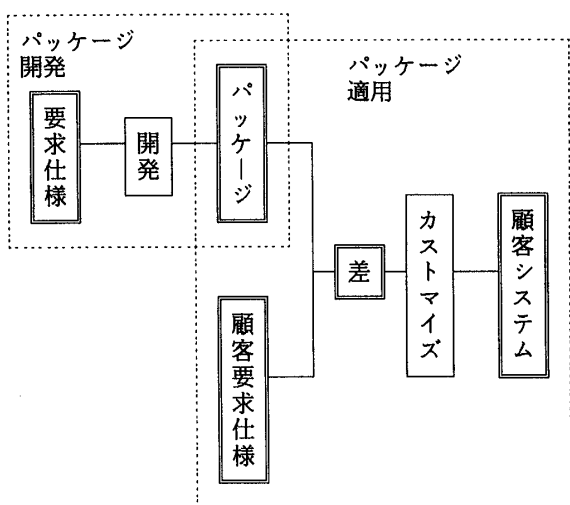 パッケージ
開発
要求仕様
開発
パッケージ
パッケージ
適用
顧客要求仕様
差
カストマイズ
顧客システム